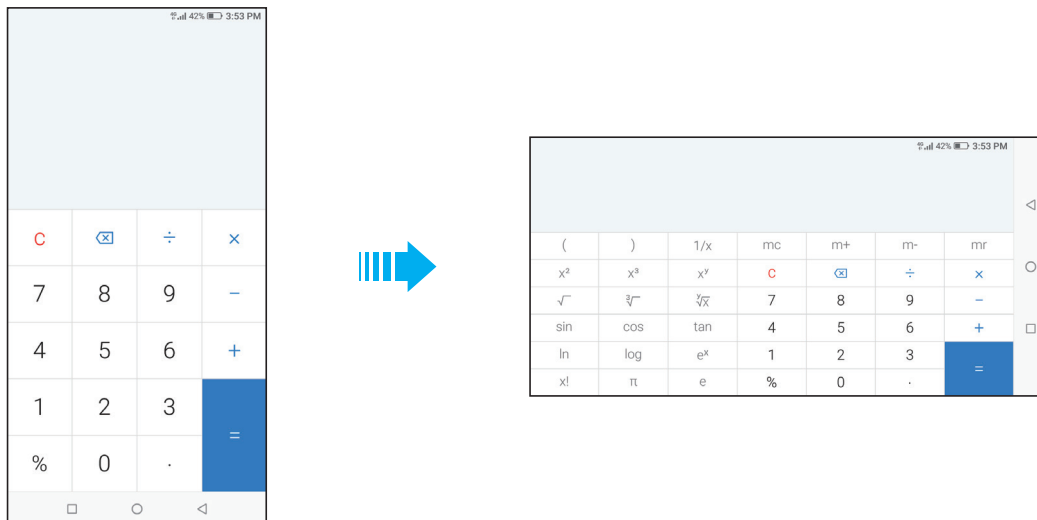 42% 3:53 PM
C ÷ ×
7 8 9 −
4 5 6 +
1 2 3
% 0 . =
42% 3:53 PM
( ) 1/x mc m+ m- mr
x² x³ xʸ C ÷ ×
√ ³√ ʸ√x 7 8 9 −
sin cos tan 4 5 6 +
ln log eˣ 1 2 3
x! π e % 0 . =